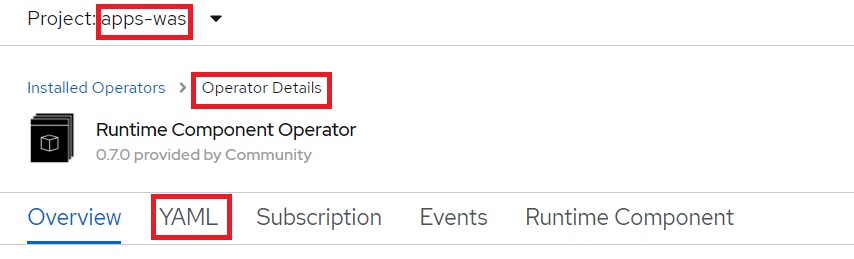 Project: apps-was
Installed Operators > Operator Details
Runtime Component Operator
0.7.0 provided by Community
Overview YAML Subscription Events Runtime Component